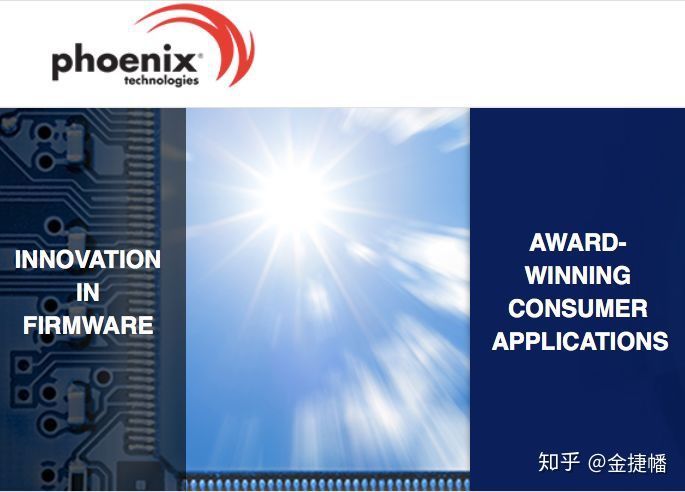 phoenix®
technologies
INNOVATION
IN
FIRMWARE
AWARD-
WINNING
CONSUMER
APPLICATIONS
知乎 @金捷幡